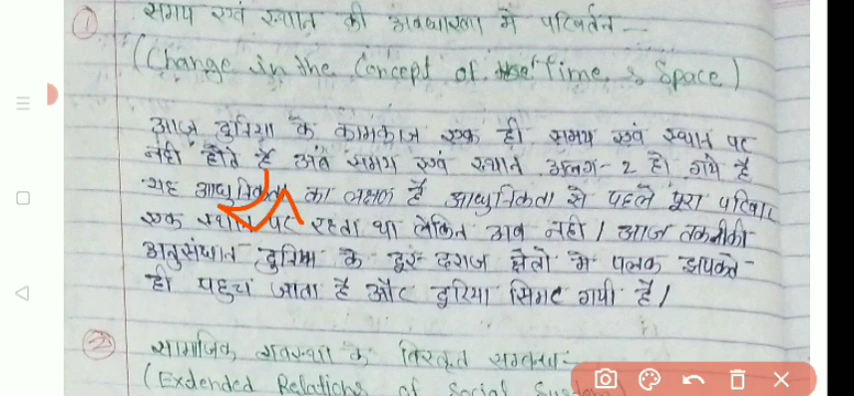 ① समय एवं स्थान की अवधारणा में परिवर्तन —
(Change in the Concept of Time & Space)
आज दुनिया के कामकाज एक ही समय एवं स्थान पर
नही होते है अब समय एवं स्थान अलग-2 हो गये है
यह आधुनिकता का लक्षण है आधुनिकता से पहले पूरा परिवार
एक स्थान पर रहता था लेकिन अब नही। आज तकनीकी
अनुसंधान दुनिया के दूर दराज क्षेत्रो मे पलक झपकते -
ही पहुचं जाता है और दुनिया सिमट गयी है।
② सामाजिक व्यवस्था के विस्तृत सम्बन्ध :-
(Exdended Relations of Social